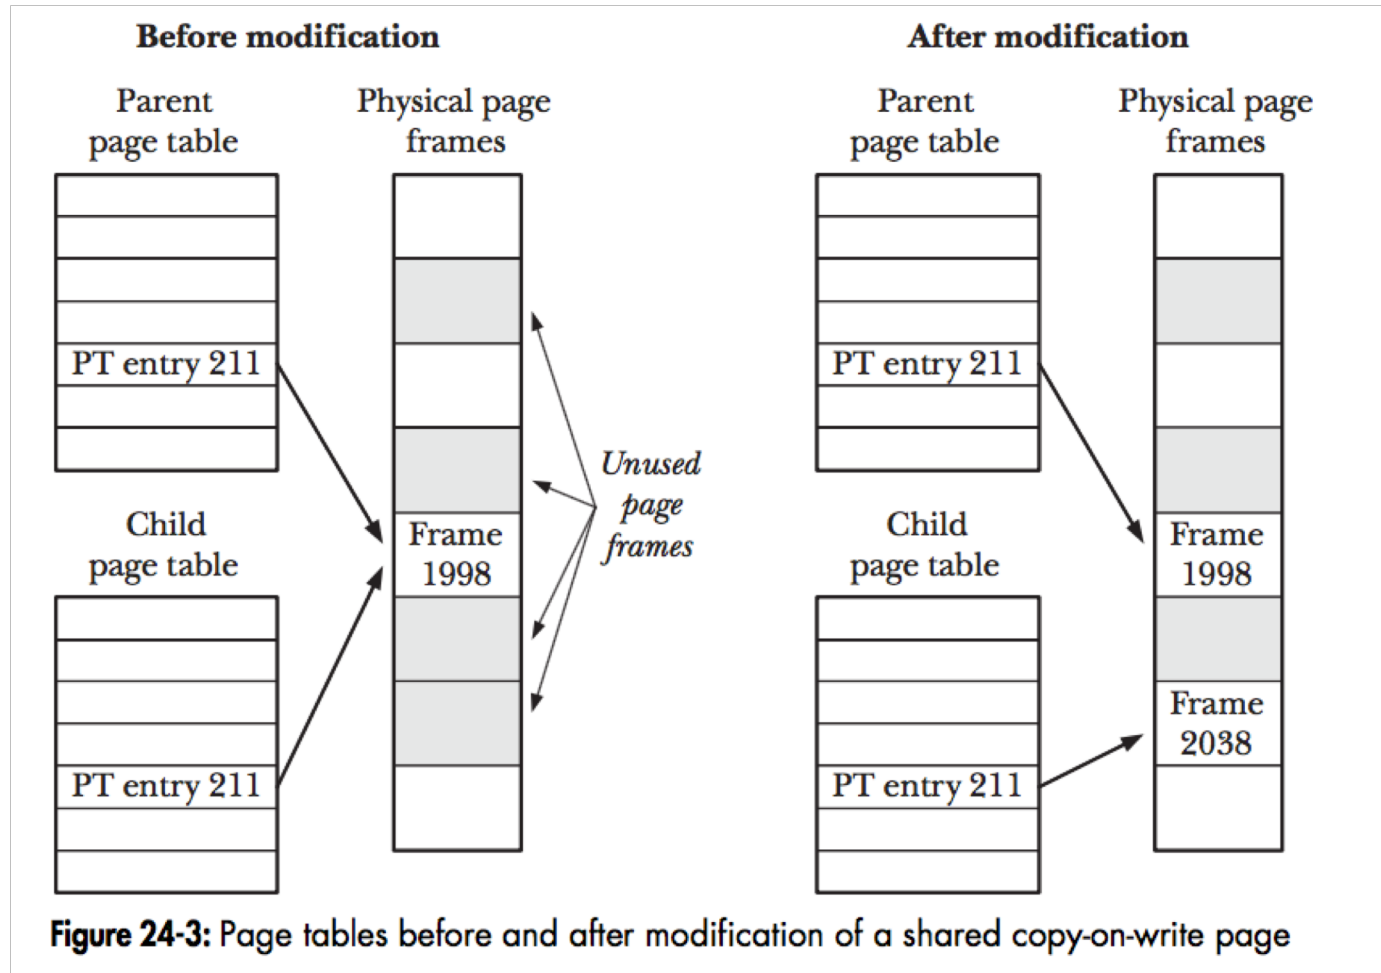 Before modification
Parent
page table
Physical page
frames
PT entry 211
Child
page table
PT entry 211
Frame
1998
Unused
page
frames
After modification
Parent
page table
Physical page
frames
PT entry 211
Child
page table
PT entry 211
Frame
1998
Frame
2038
Figure 24-3: Page tables before and after modification of a shared copy-on-write page